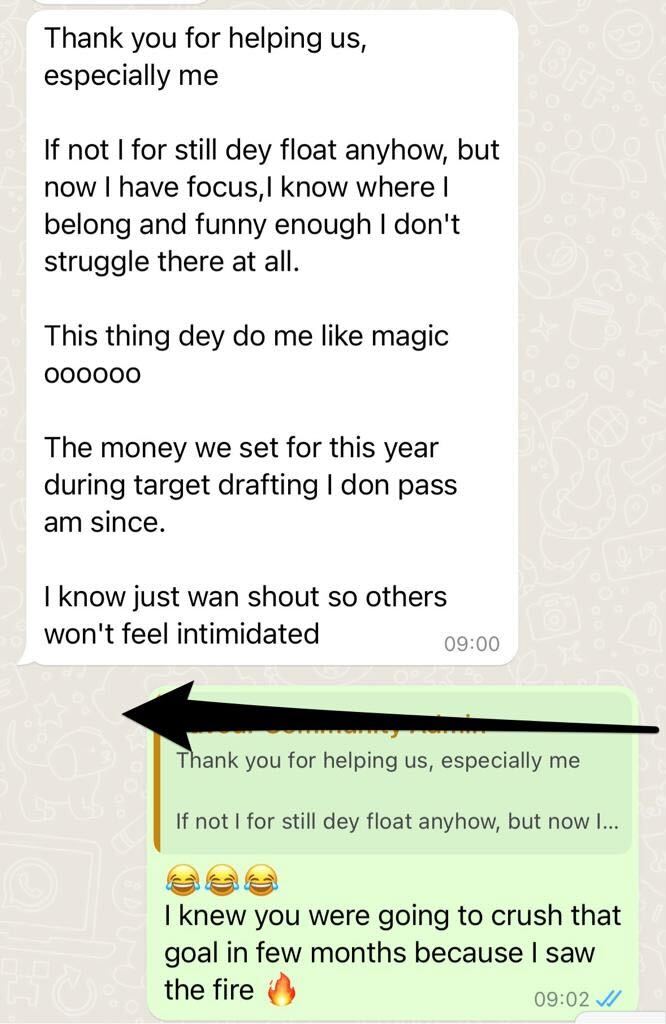 Thank you for helping us,
especially me
If not I for still dey float anyhow, but
now I have focus,I know where I
belong and funny enough I don't
struggle there at all.
This thing dey do me like magic
oooooo
The money we set for this year
during target drafting I don pass
am since.
I know just wan shout so others
won't feel intimidated
09:00
Community Admin
Thank you for helping us, especially me
If not I for still dey float anyhow, but now I...
😂😂😂
I knew you were going to crush that
goal in few months because I saw
the fire 🔥
09:02